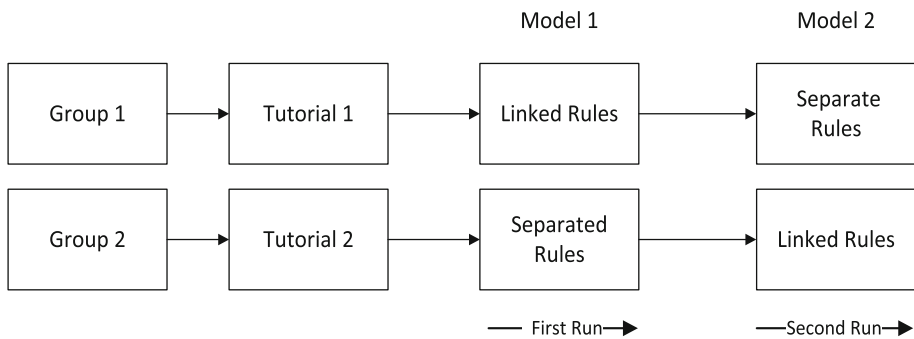 Model 1 Model 2
Group 1 Tutorial 1 Linked Rules Separate
Rules
Group 2 Tutorial 2 Separated
Rules Linked Rules
First Run Second Run